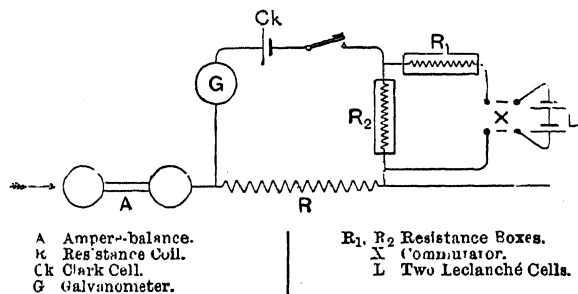 Ck
R₁
G
R₂
X
L
A
R
A Ampere-balance.
R Resistance Coil.
Ck Clark Cell.
G Galvanometer.
R₁, R₂ Resistance Boxes.
X Commutator.
L Two Leclanché Cells.